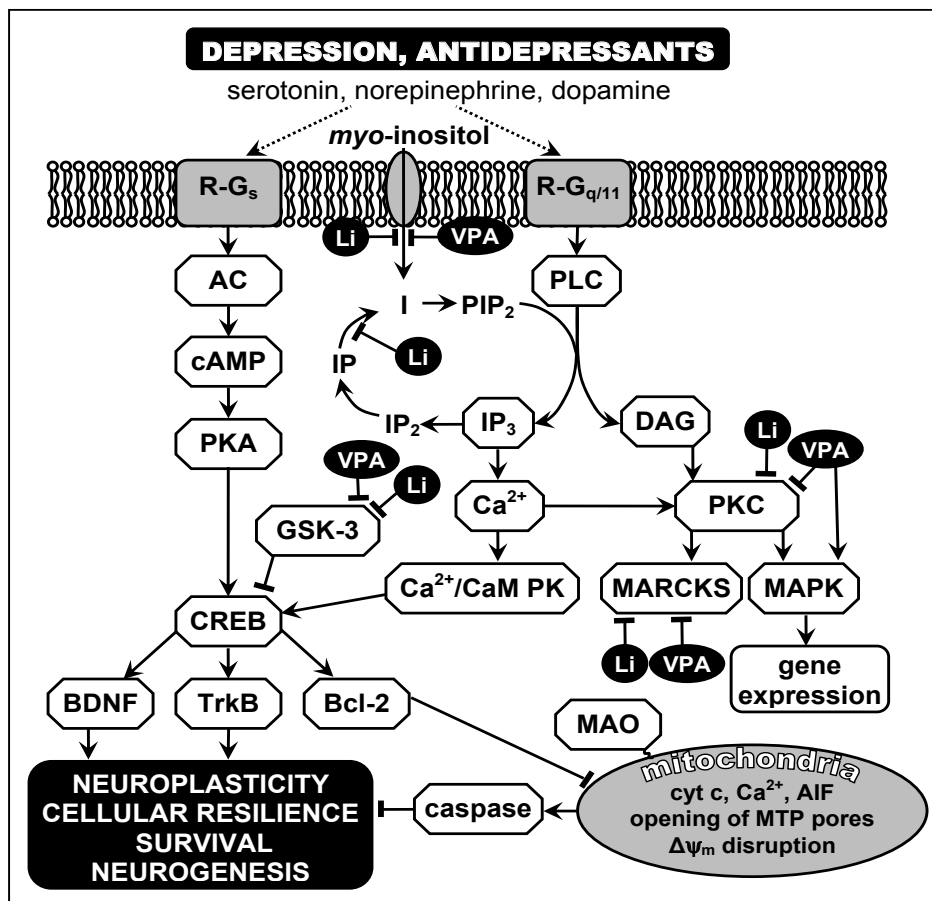 DEPRESSION, ANTIDEPRESSANTS
serotonin, norepinephrine, dopamine
myo-inositol
R-Gₛ
R-G_q/11
Li
VPA
AC
PLC
I
PIP₂
cAMP
IP
Li
IP₂
IP₃
DAG
PKA
Li
VPA
VPA
Li
Ca²⁺
PKC
GSK-3
Ca²⁺/CaM PK
MARCKS
MAPK
CREB
Li
VPA
gene
expression
BDNF
TrkB
Bcl-2
MAO
mitochondria
cyt c, Ca²⁺, AIF
opening of MTP pores
Δψₘ disruption
caspase
NEUROPLASTICITY
CELLULAR RESILIENCE
SURVIVAL
NEUROGENESIS